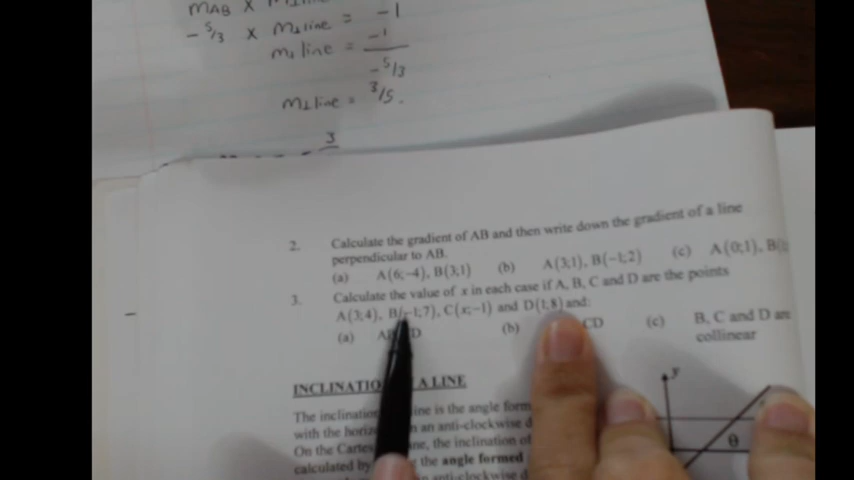 mAB X
- 5/3 X m⊥line = -1
m⊥ line = -1
- 5/3
m⊥line = 3/5.
3
2. Calculate the gradient of AB and then write down the gradient of a line
perpendicular to AB.
(a) A(6;−4), B(3;1) (b) A(3;1), B(−1;2) (c) A(0;1), B(
3. Calculate the value of x in each case if A, B, C and D are the points
A(3;4), B(−1;7), C(x;−1) and D(1;8) and:
(a) (b) CD (c) B, C and D are
collinear
INCLINATIO A LINE
The inclination line is the angle form
with the horiz n an anti-clockwise d
On the Cartes ne, the inclination of
calculated by the angle formed
n anti-clockwise d
y
θ